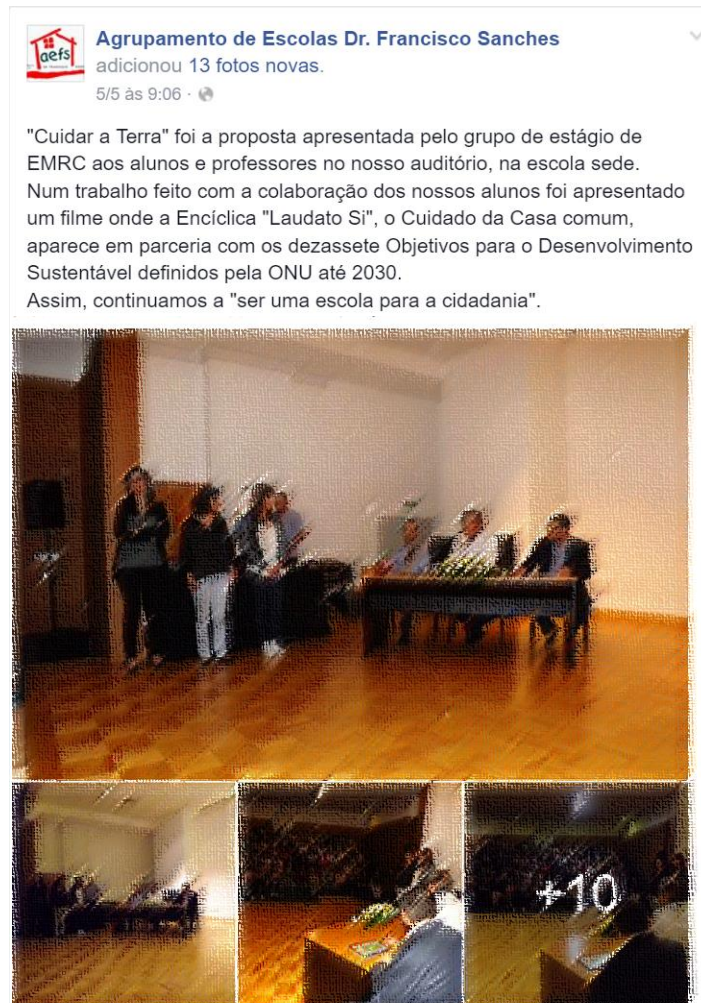 aefs
Agrupamento de Escolas Dr. Francisco Sanches
adicionou 13 fotos novas.
5/5 às 9:06 ·
"Cuidar a Terra" foi a proposta apresentada pelo grupo de estágio de
EMRC aos alunos e professores no nosso auditório, na escola sede.
Num trabalho feito com a colaboração dos nossos alunos foi apresentado
um filme onde a Encíclica "Laudato Si", o Cuidado da Casa comum,
aparece em parceria com os dezassete Objetivos para o Desenvolvimento
Sustentável definidos pela ONU até 2030.
Assim, continuamos a "ser uma escola para a cidadania".
+10